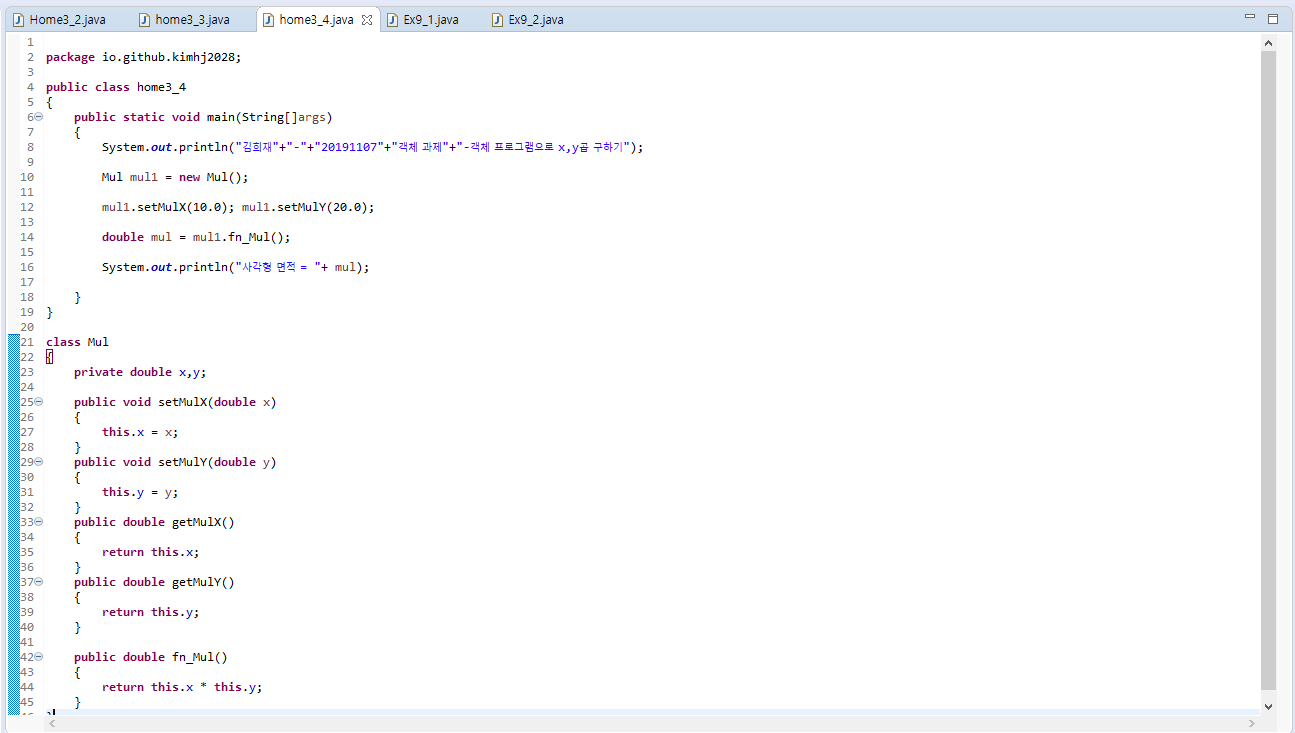 Home3_2.java home3_3.java home3_4.java Ex9_1.java Ex9_2.java
1
2 package io.github.kimhj2028;
3
4 public class home3_4
5 {
6 public static void main(String[]args)
7 {
8 System.out.println("김희재"+"-"+"20191107"+"객체 과제"+"-객체 프로그램으로 x,y곱 구하기");
9
10 Mul mul1 = new Mul();
11
12 mul1.setMulX(10.0); mul1.setMulY(20.0);
13
14 double mul = mul1.fn_Mul();
15
16 System.out.println("사각형 면적 = "+ mul);
17
18 }
19 }
20
21 class Mul
22 {
23 private double x,y;
24
25 public void setMulX(double x)
26 {
27 this.x = x;
28 }
29 public void setMulY(double y)
30 {
31 this.y = y;
32 }
33 public double getMulX()
34 {
35 return this.x;
36 }
37 public double getMulY()
38 {
39 return this.y;
40 }
41
42 public double fn_Mul()
43 {
44 return this.x * this.y;
45 }